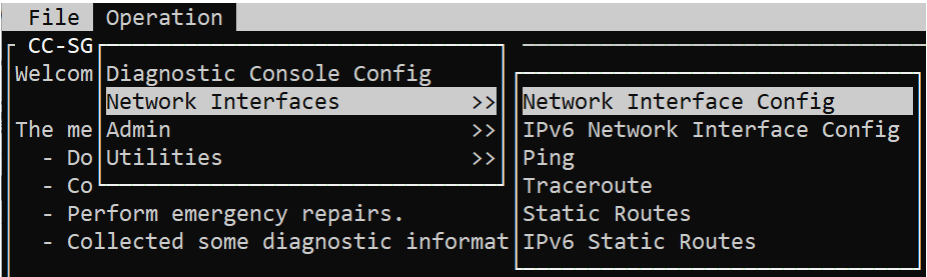 File Operation
CC-SG
Welcom
Diagnostic Console Config
Network Interfaces >>
Network Interface Config
The me
Admin >>
IPv6 Network Interface Config
- Do
Utilities >>
Ping
- Co
Traceroute
- Perform emergency repairs.
Static Routes
- Collected some diagnostic informat
IPv6 Static Routes